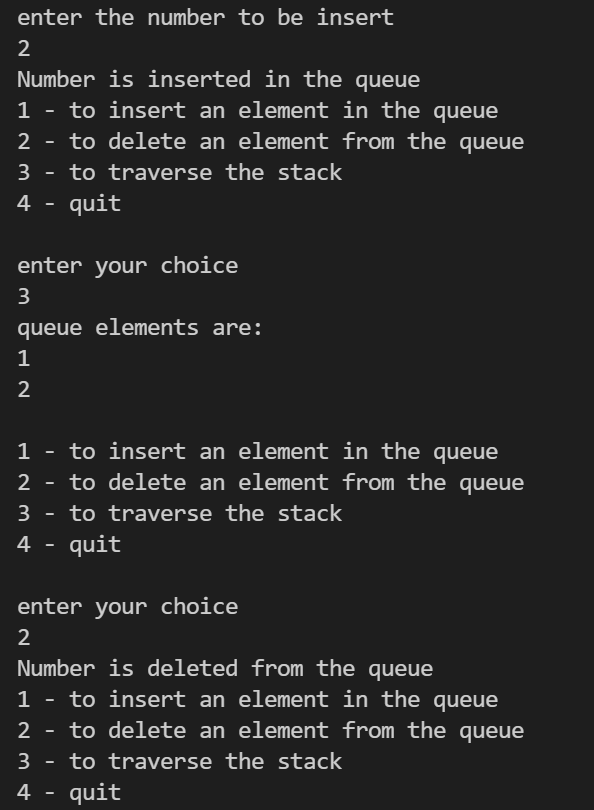 enter the number to be insert
2
Number is inserted in the queue
1 - to insert an element in the queue
2 - to delete an element from the queue
3 - to traverse the stack
4 - quit
enter your choice
3
queue elements are:
1
2
1 - to insert an element in the queue
2 - to delete an element from the queue
3 - to traverse the stack
4 - quit
enter your choice
2
Number is deleted from the queue
1 - to insert an element in the queue
2 - to delete an element from the queue
3 - to traverse the stack
4 - quit